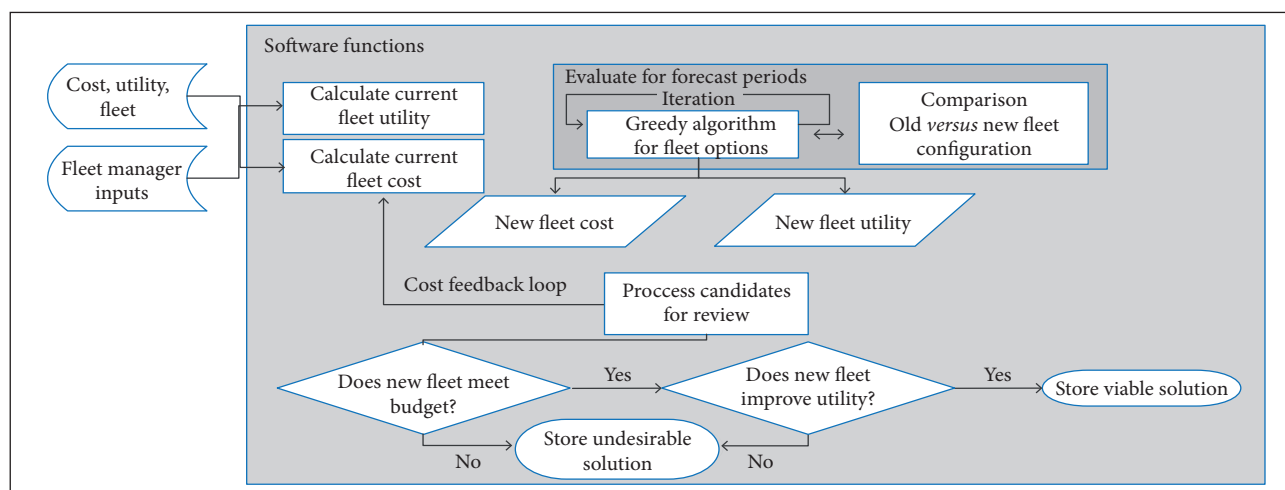 Software functions
Cost, utility,
fleet
Fleet manager
inputs
Calculate current
fleet utility
Calculate current
fleet cost
Evaluate for forecast periods
Iteration
Greedy algorithm
for fleet options
Comparison
Old versus new fleet
configuration
New fleet cost
New fleet utility
Cost feedback loop
Proccess candidates
for review
Does new fleet meet
budget?
Yes
Does new fleet
improve utility?
Yes
Store viable solution
No
Store undesirable
solution
No